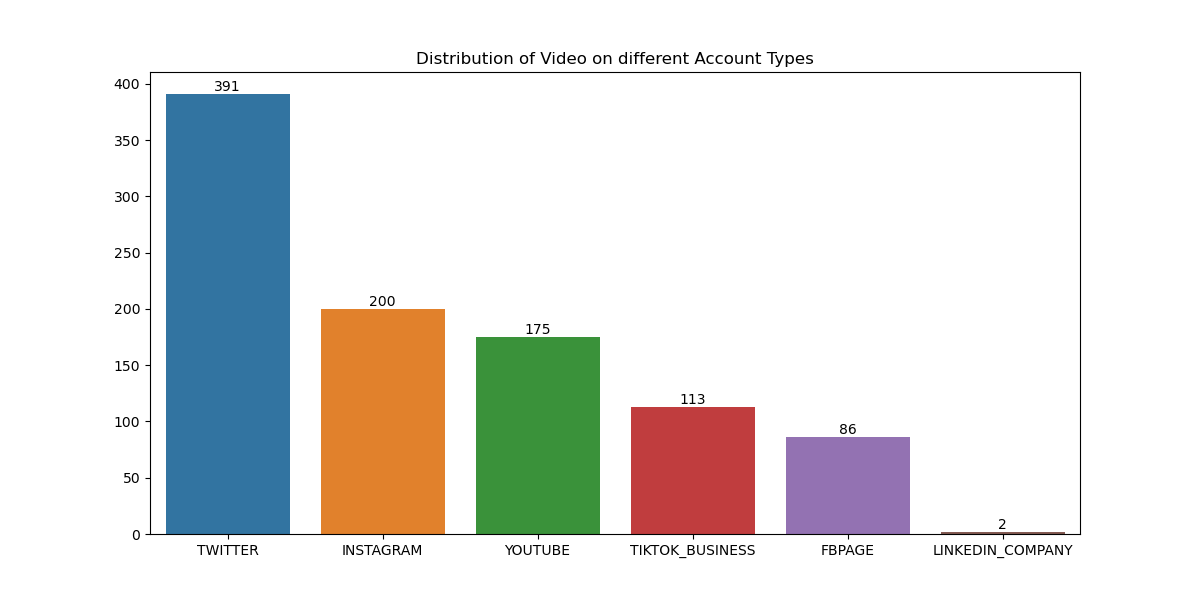 Distribution of Video on different Account Types
400
350
300
250
200
150
100
50
0
391
200
175
113
86
2
TWITTER
INSTAGRAM
YOUTUBE
TIKTOK_BUSINESS
FBPAGE
LINKEDIN_COMPANY